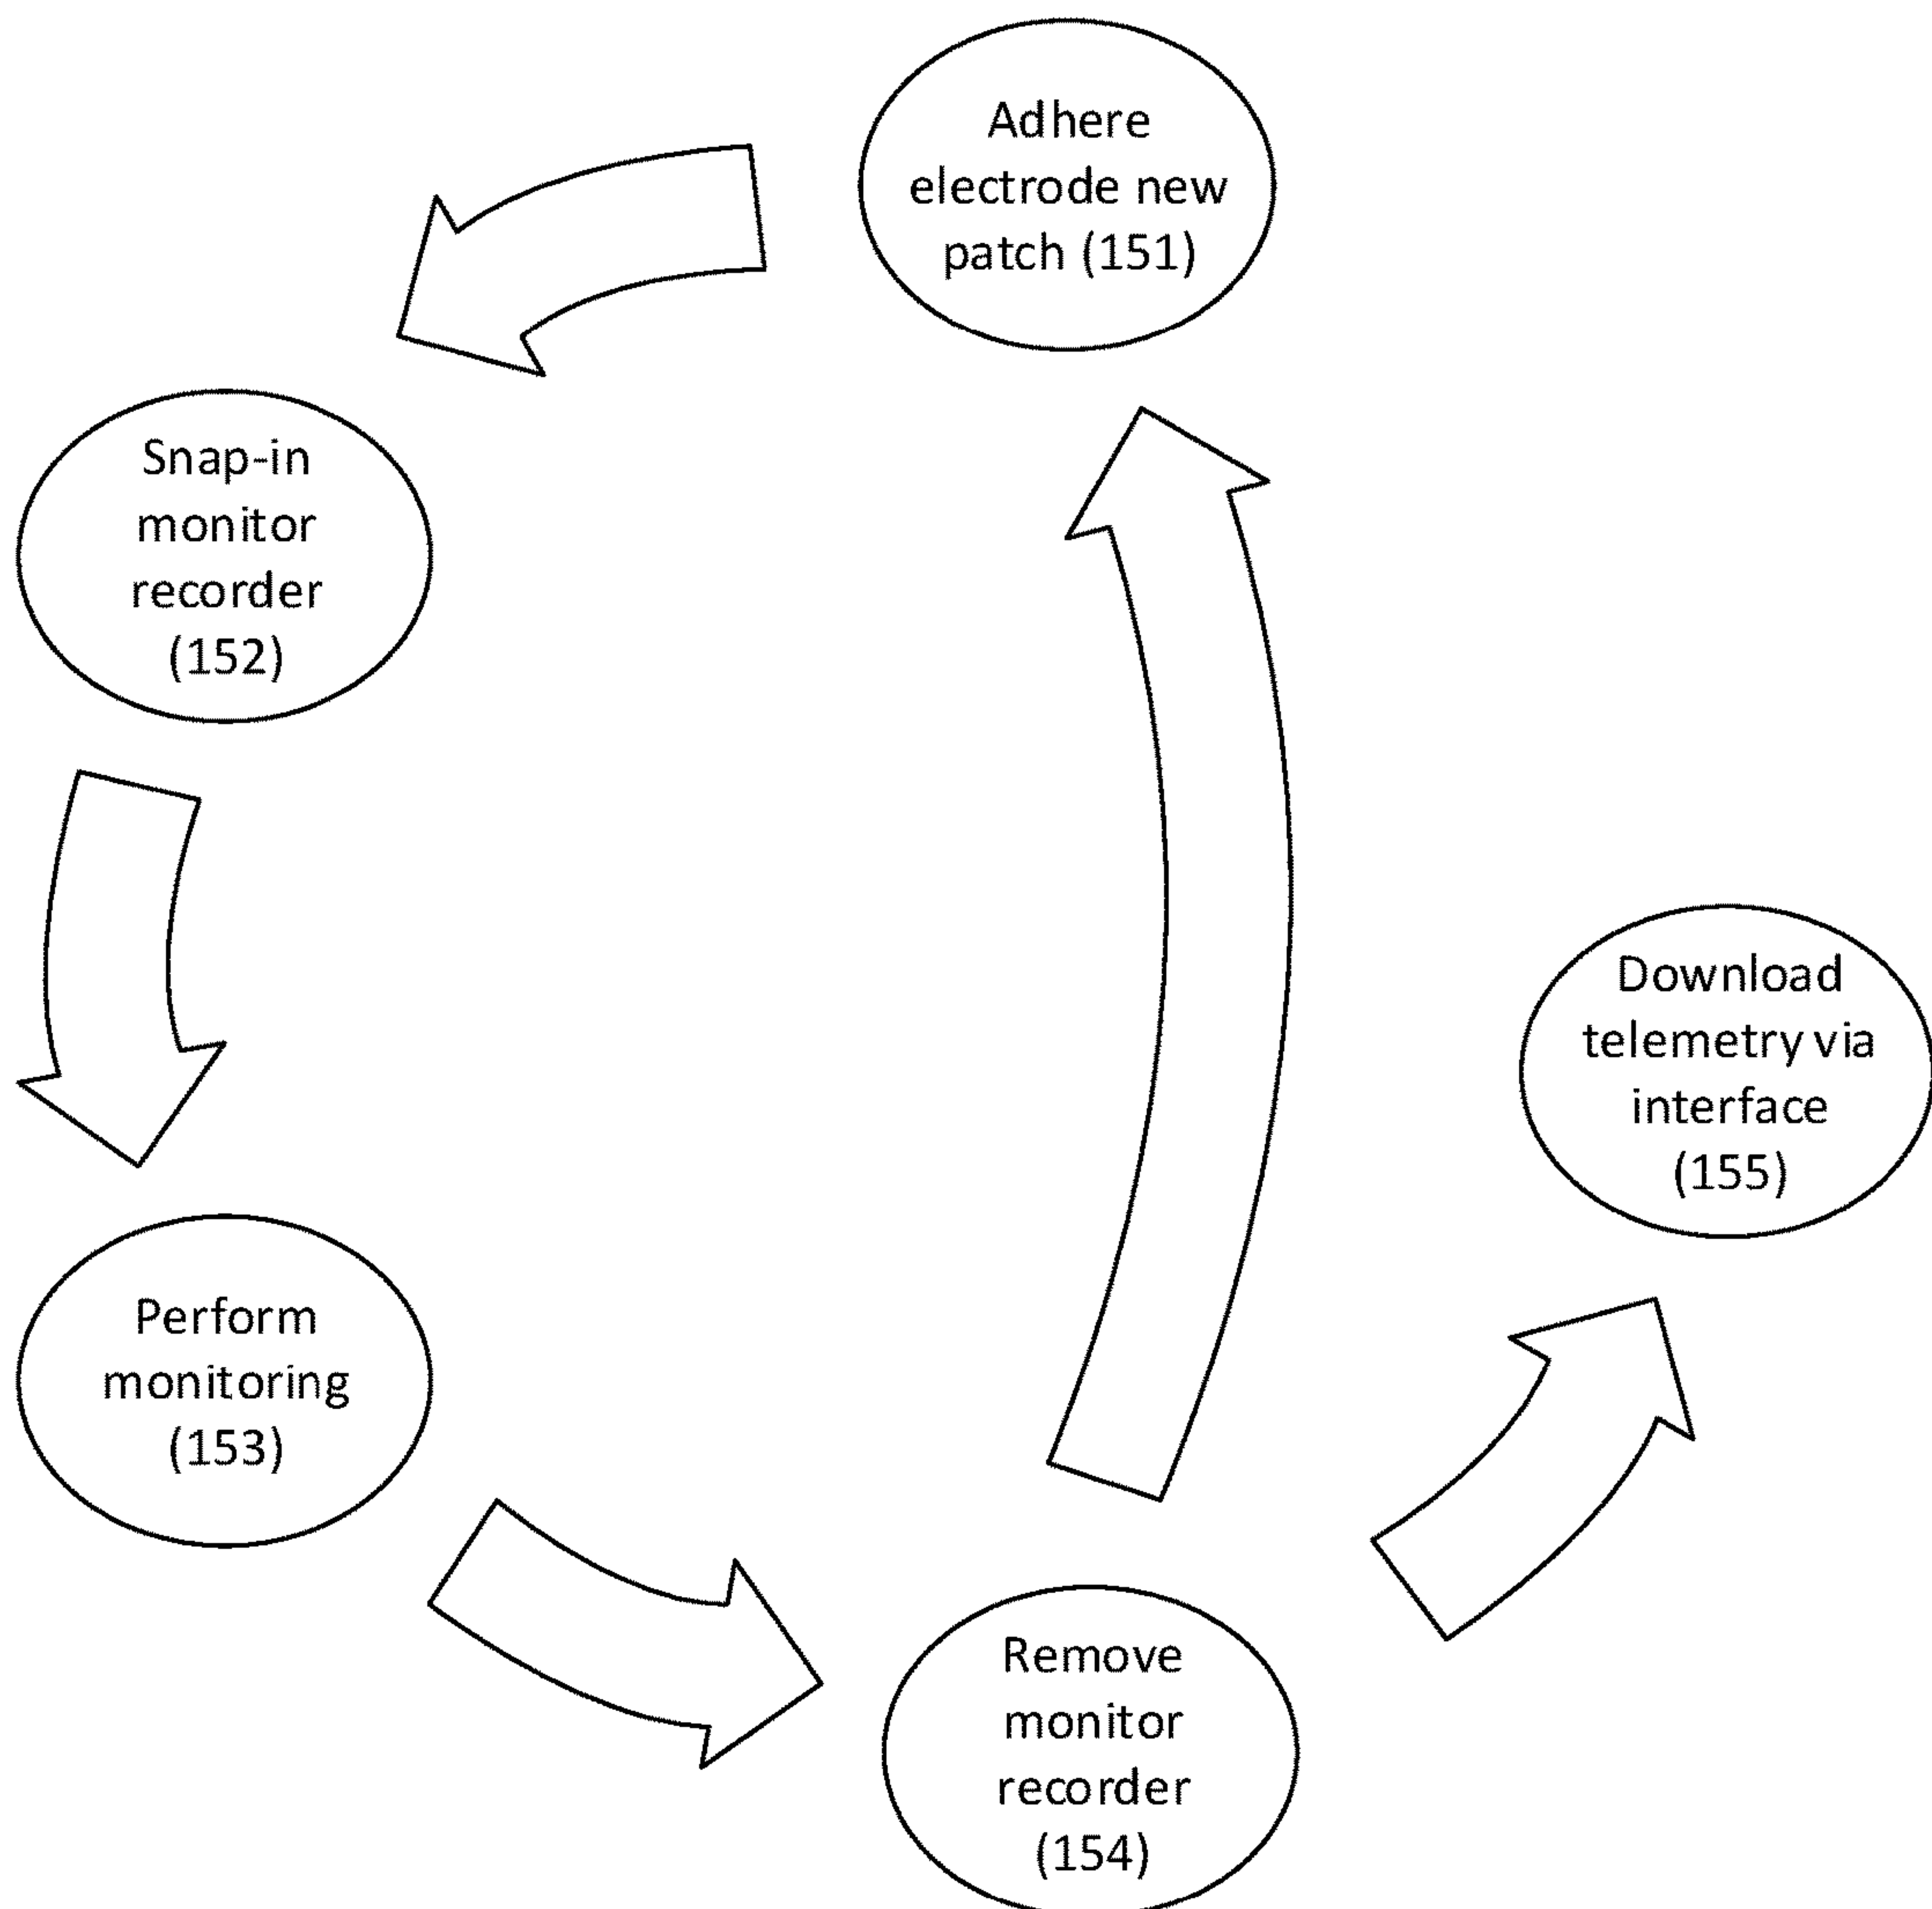 Adhere
electrode new
patch (151)
Snap-in
monitor
recorder
(152)
Perform
monitoring
(153)
Remove
monitor
recorder
(154)
Download
telemetry via
interface
(155)